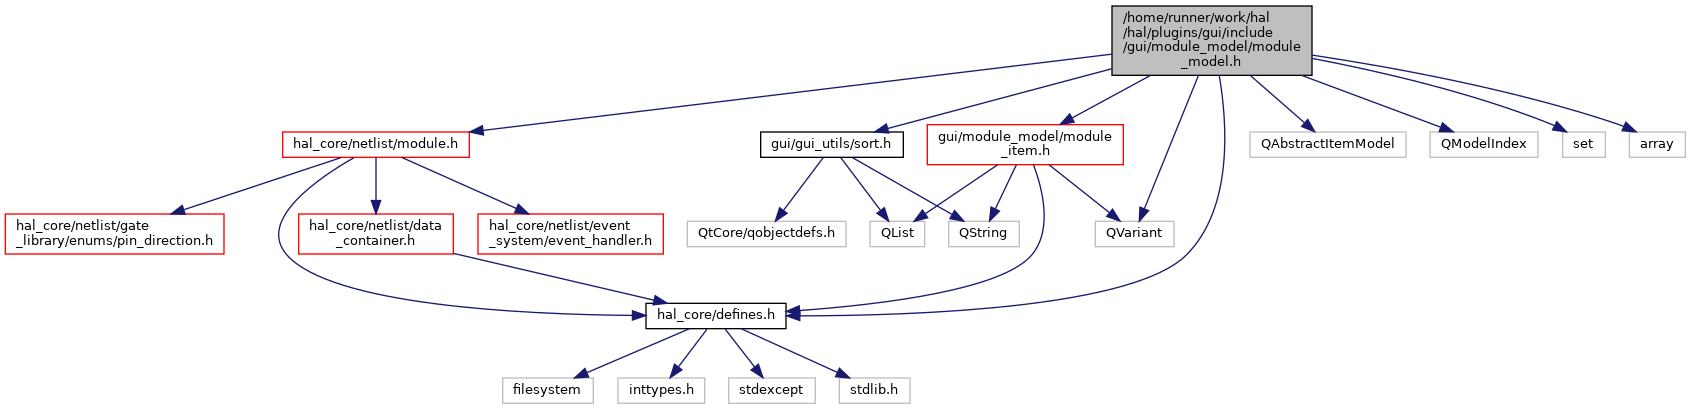 /home/runner/work/hal
/hal/plugins/gui/include
/gui/module_model/module
_model.h
hal_core/netlist/module.h
gui/gui_utils/sort.h
gui/module_model/module
_item.h
QAbstractItemModel
QModelIndex
set
array
hal_core/netlist/gate
_library/enums/pin_direction.h
hal_core/netlist/data
_container.h
hal_core/netlist/event
_system/event_handler.h
QtCore/qobjectdefs.h
QList
QString
QVariant
hal_core/defines.h
filesystem
inttypes.h
stdexcept
stdlib.h